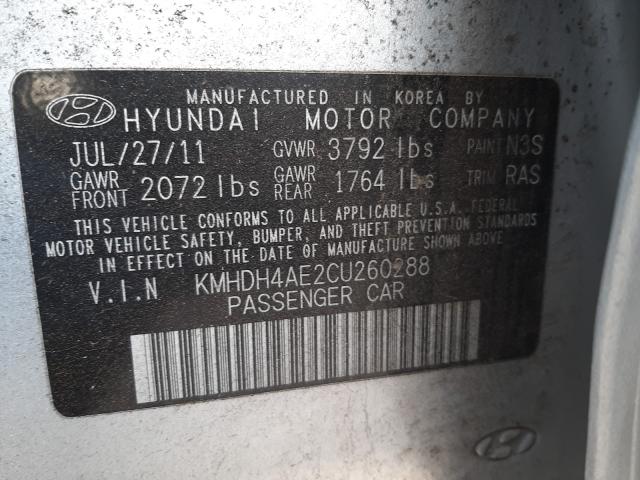 MANUFACTURED IN KOREA BY
HYUNDAI MOTOR COMPANY
JUL/27/11 GVWR 3792 lbs PAINT N3S
GAWR FRONT 2072 lbs GAWR REAR 1764 lbs TRIM RAS
THIS VEHICLE CONFORMS TO ALL APPLICABLE U.S.A. FEDERAL
MOTOR VEHICLE SAFETY, BUMPER, AND THEFT PREVENTION STANDARDS
IN EFFECT ON THE DATE OF MANUFACTURE SHOWN ABOVE.
V.I.N KMHDH4AE2CU260288
PASSENGER CAR